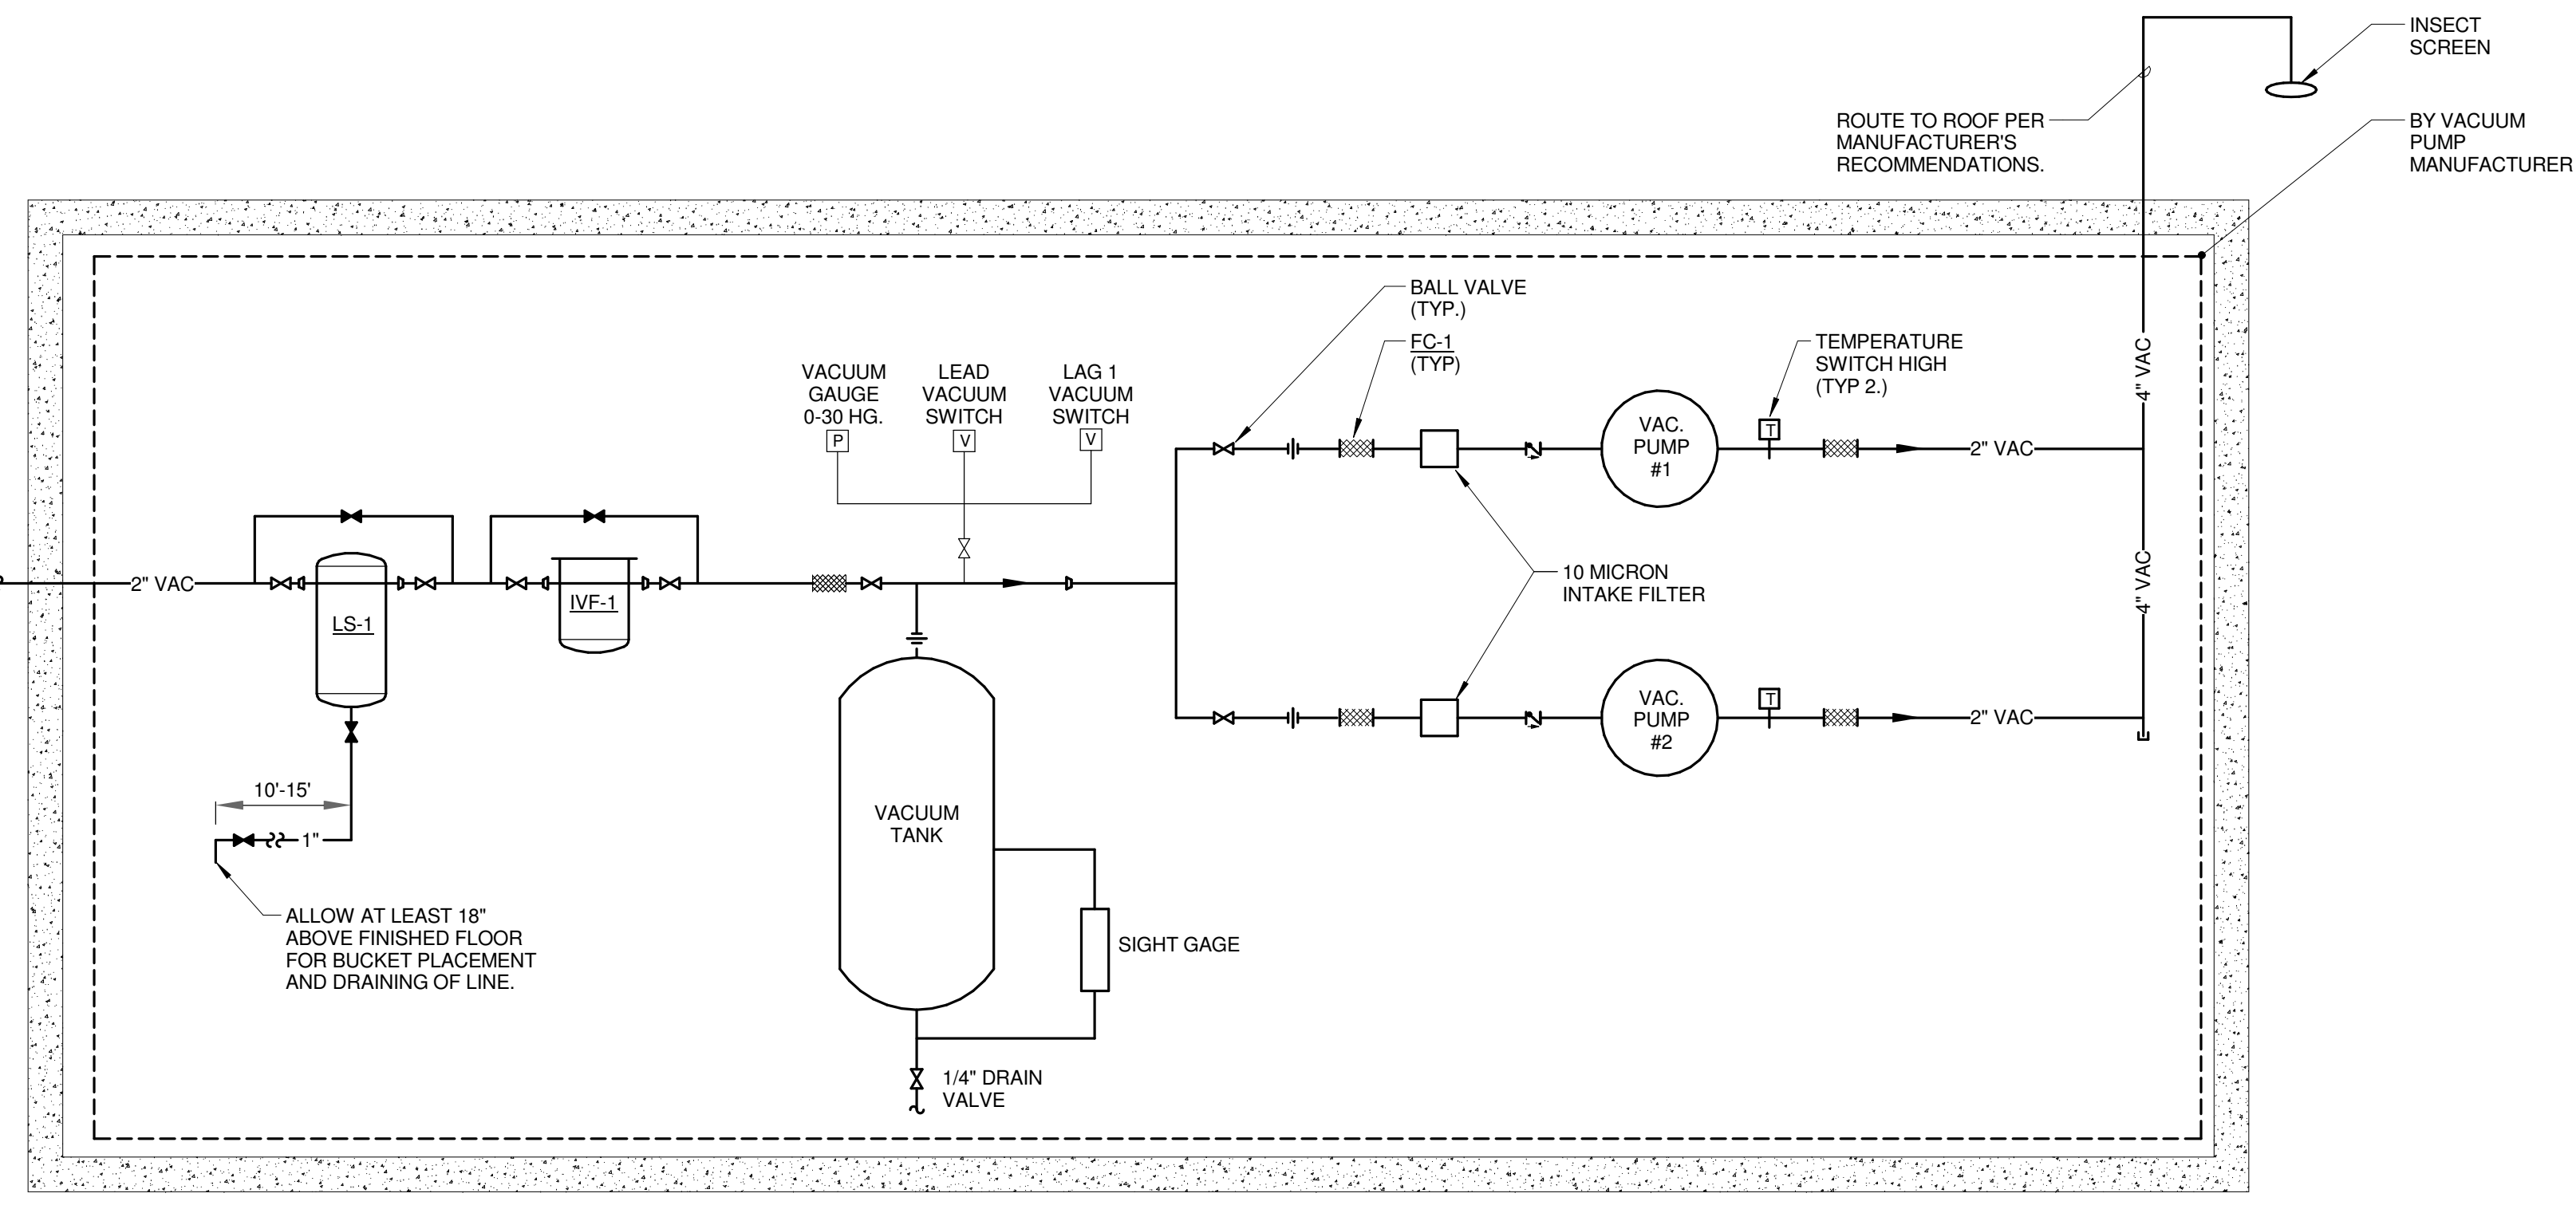 INSECT
SCREEN
ROUTE TO ROOF PER
MANUFACTURER'S
RECOMMENDATIONS.
BY VACUUM
PUMP
MANUFACTURER
BALL VALVE
(TYP.)
FC-1
(TYP)
TEMPERATURE
SWITCH HIGH
(TYP 2.)
VACUUM
GAUGE
0-30 HG.
LEAD
VACUUM
SWITCH
LAG 1
VACUUM
SWITCH
P
V
V
VAC.
PUMP
#1
T
2" VAC
4" VAC
2" VAC
LS-1
IVF-1
10 MICRON
INTAKE FILTER
4" VAC
VAC.
PUMP
#2
T
2" VAC
10'-15'
1"
VACUUM
TANK
ALLOW AT LEAST 18"
ABOVE FINISHED FLOOR
FOR BUCKET PLACEMENT
AND DRAINING OF LINE.
SIGHT GAGE
1/4" DRAIN
VALVE